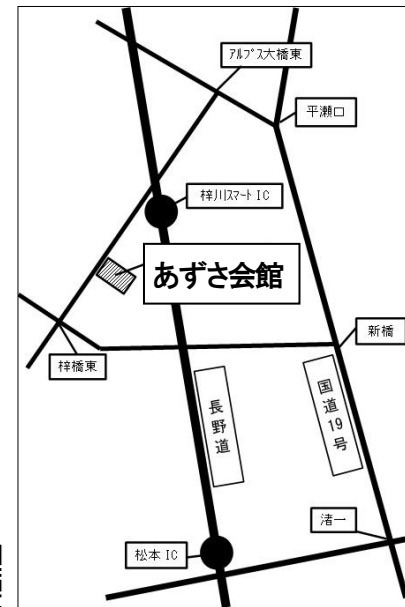 アルプス大橋東
平瀬口
梓川スマートIC
あずさ会館
新橋
梓橋東
長野道
国道19号
渚一
松本IC